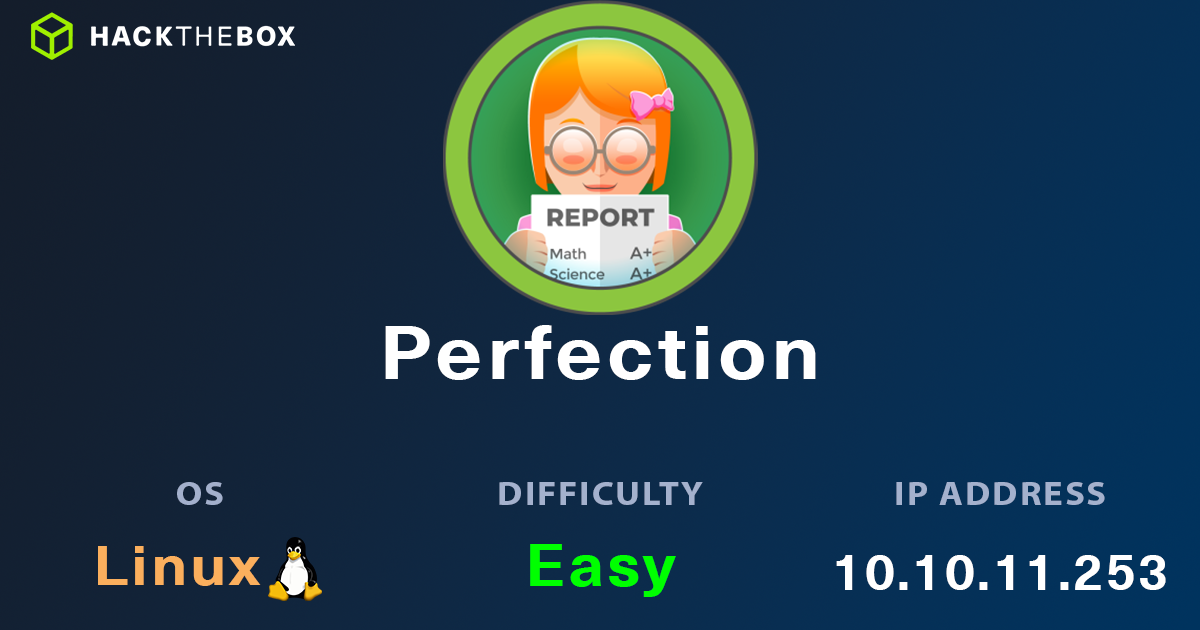 HACKTHEBOX
REPORT
Math A+
Science A+
Perfection
OS
DIFFICULTY
IP ADDRESS
Linux
Easy
10.10.11.253